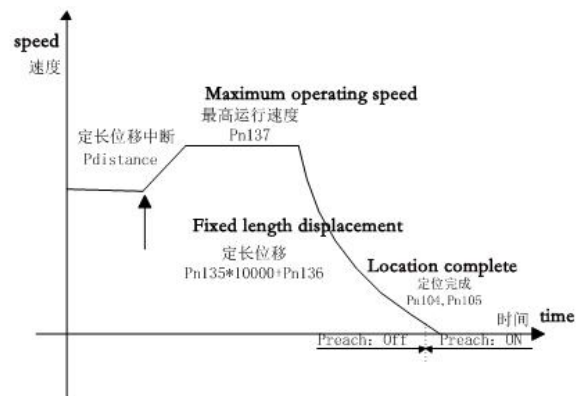 speed
速度
Maximum operating speed
最高运行速度
Pn137
定长位移中断
Pdistance
Fixed length displacement
定长位移
Pn135*10000+Pn136
Location complete
定位完成
Pn104,Pn105
时间 time
Preach: Off Preach: ON